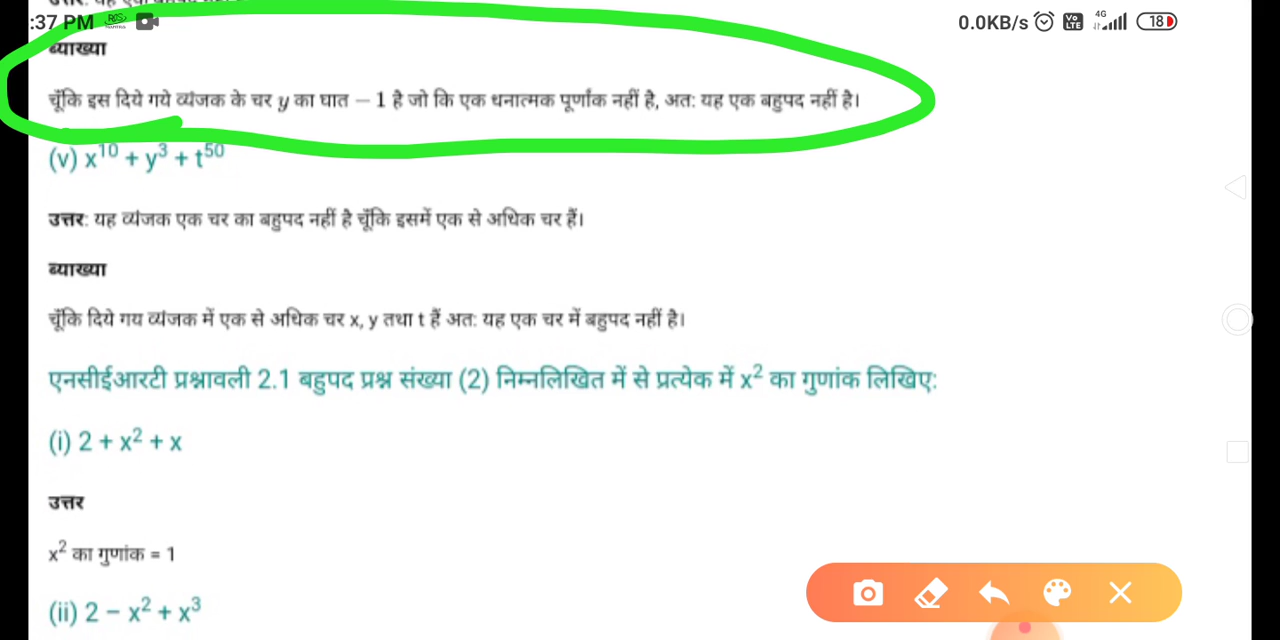 :37 PM
0.0KB/s Vo LTE 4G 18
व्याख्या
चूँकि इस दिये गये व्यंजक के चर y का घात – 1 है जो कि एक धनात्मक पूर्णांक नहीं है, अत: यह एक बहुपद नहीं है।
(v) x¹⁰ + y³ + t⁵⁰
उत्तर: यह व्यंजक एक चर का बहुपद नहीं है चूँकि इसमें एक से अधिक चर हैं।
ब्याख्या
चूँकि दिये गय व्यंजक में एक से अधिक चर x, y तथा t हैं अत: यह एक चर में बहुपद नहीं है।
एनसीईआरटी प्रश्नावली 2.1 बहुपद प्रश्न संख्या (2) निम्नलिखित में से प्रत्येक में x² का गुणांक लिखिए:
(i) 2 + x² + x
उत्तर
x² का गुणांक = 1
(ii) 2 – x² + x³